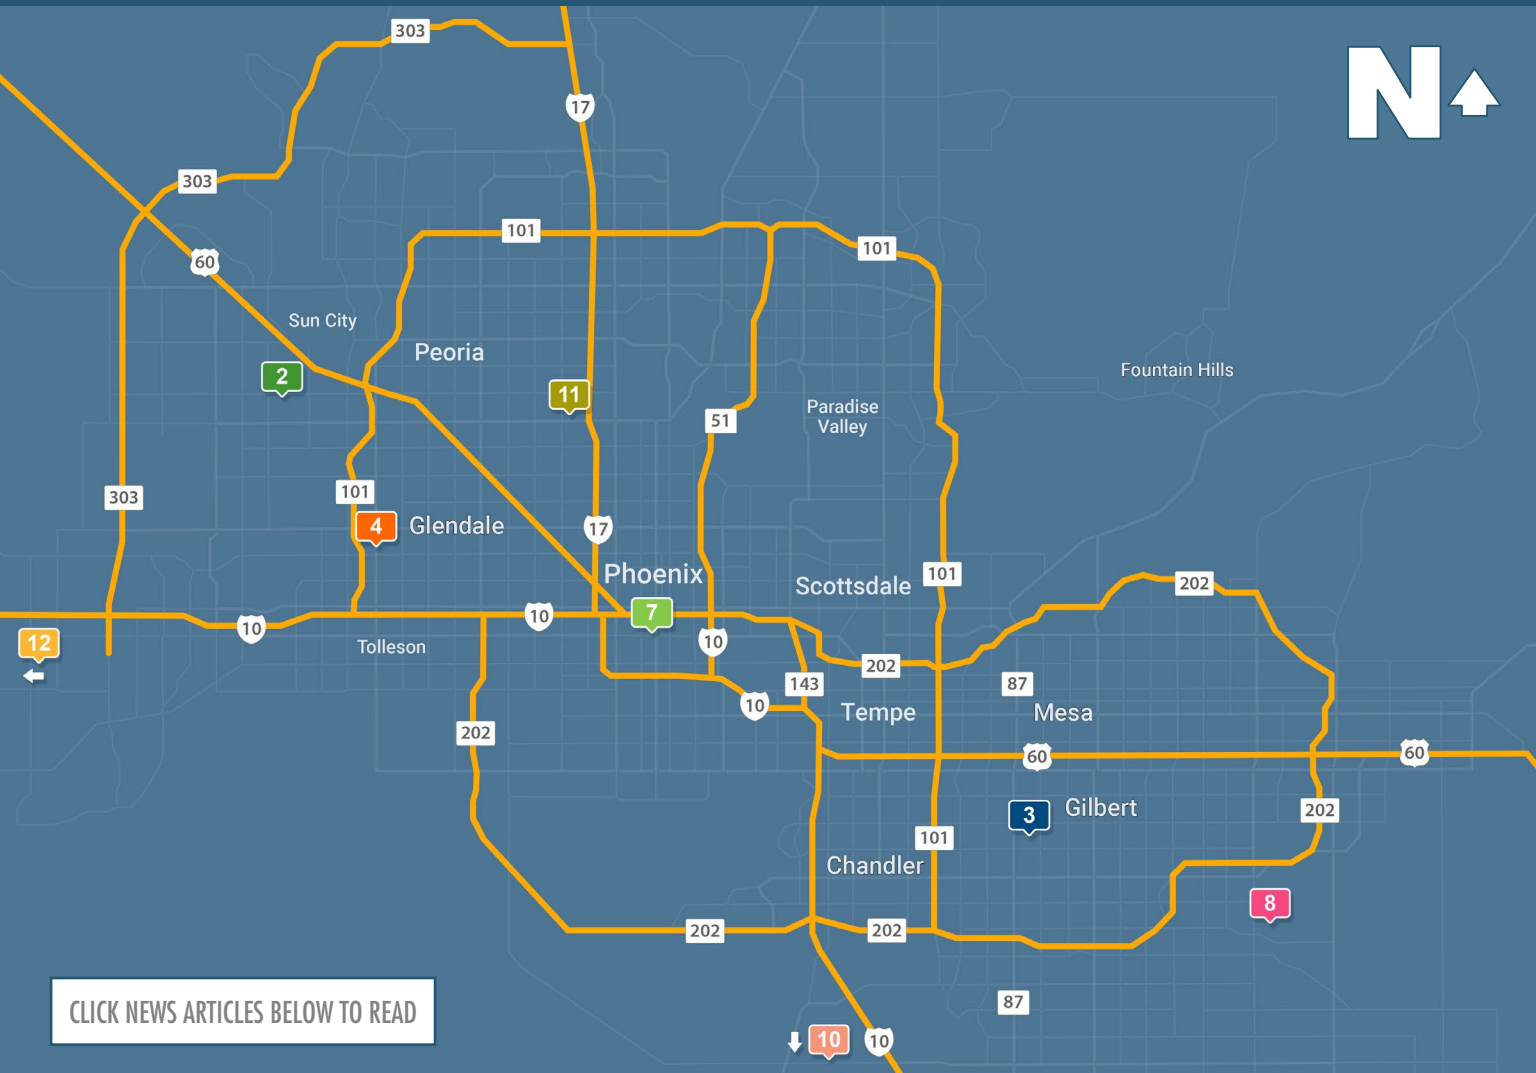 303
N
17
303
101
101
60
Sun City
Peoria
Fountain Hills
2
11
Paradise
Valley
51
303
101
4
Glendale
17
Phoenix
Scottsdale
101
202
7
10
10
12
Tolleson
10
202
143
87
10
Tempe
Mesa
202
60
60
3
Gilbert
202
101
Chandler
8
202
202
87
CLICK NEWS ARTICLES BELOW TO READ
10
10